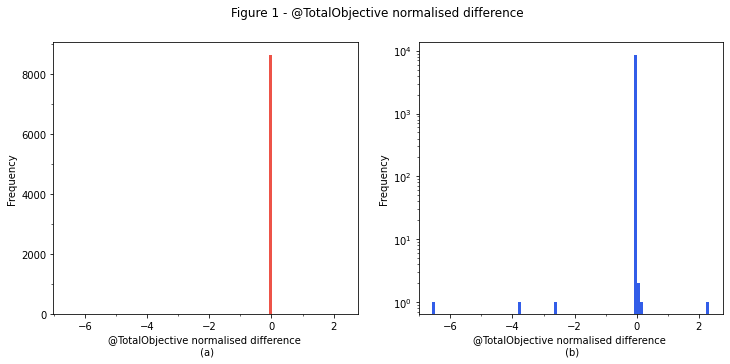 Figure 1 - @TotalObjective normalised difference
8000
6000
4000
2000
0
Frequency
−6 −4 −2 0 2
@TotalObjective normalised difference
(a)
10⁴
10³
10²
10¹
10⁰
Frequency
−6 −4 −2 0 2
@TotalObjective normalised difference
(b)